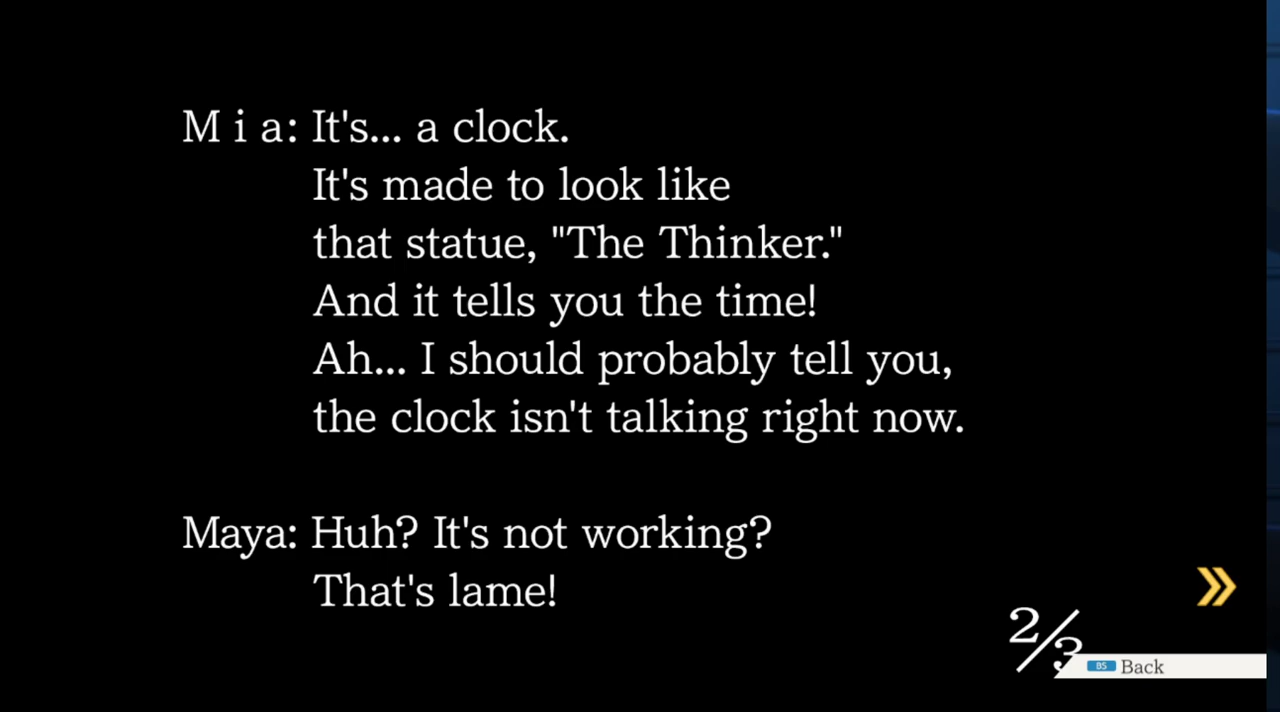 M i a: It's... a clock.
It's made to look like
that statue, "The Thinker."
And it tells you the time!
Ah... I should probably tell you,
the clock isn't talking right now.
Maya: Huh? It's not working?
That's lame!
2/3
BS Back